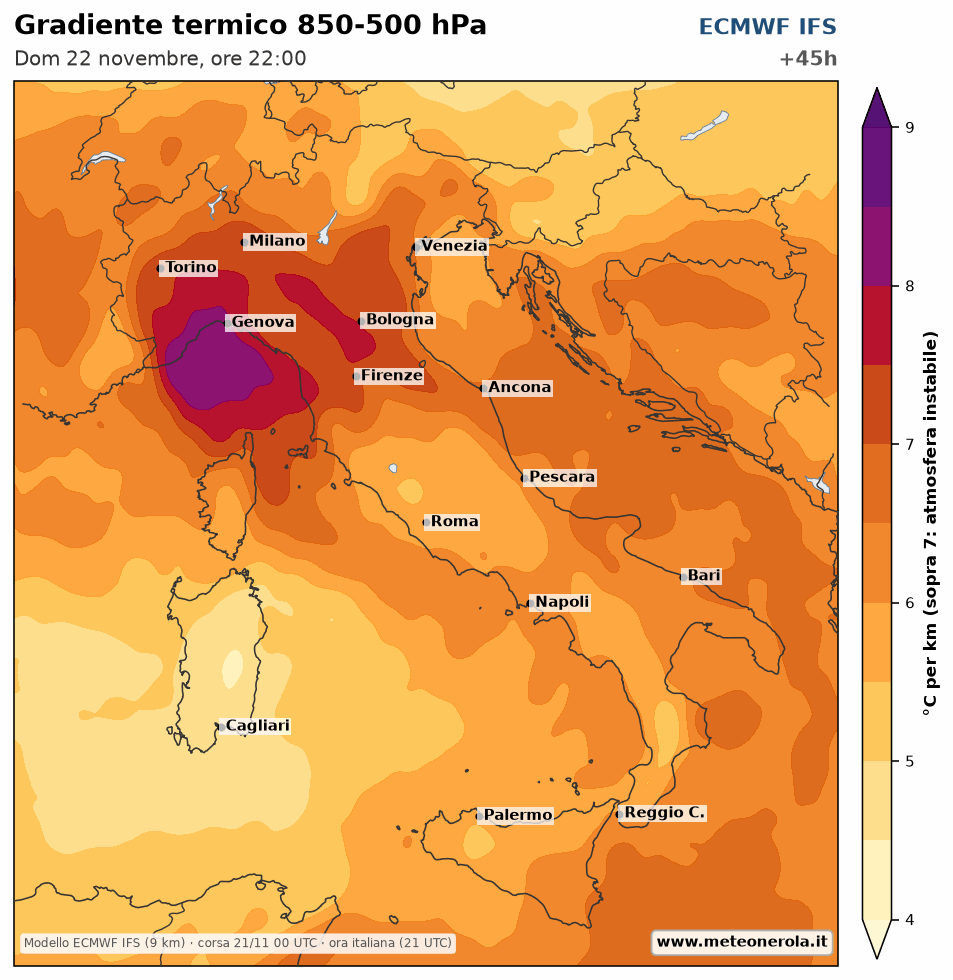 Gradiente termico 850-500 hPa
ECMWF IFS
Dom 22 novembre, ore 22:00
+45h
Milano
Venezia
Torino
Genova
Bologna
Firenze
Ancona
Pescara
Roma
Bari
Napoli
Cagliari
Palermo
Reggio C.
9
8
7
6
5
4
°C per km (sopra 7: atmosfera instabile)
Modello ECMWF IFS (9 km) · corsa 21/11 00 UTC · ora italiana (21 UTC)
www.meteonerola.it